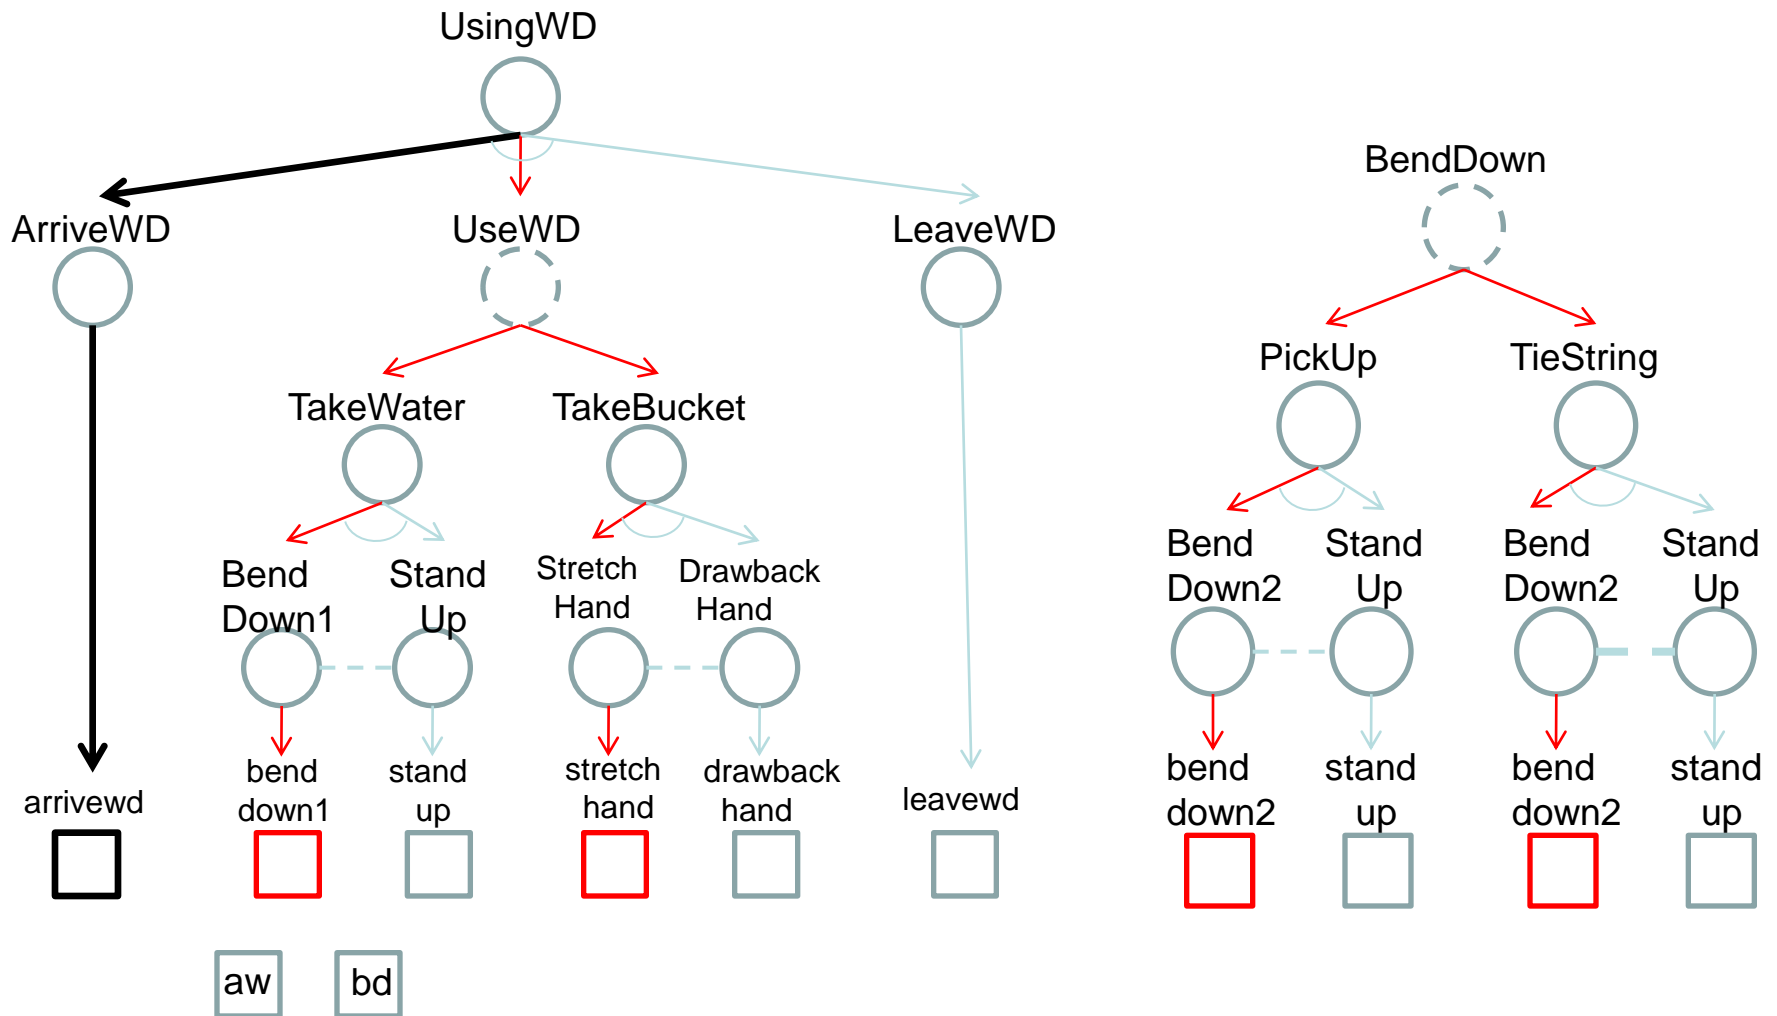 UsingWD
BendDown
ArriveWD
UseWD
LeaveWD
PickUp
TieString
TakeWater
TakeBucket
Bend
Down1
Stand
Up
Stretch
Hand
Drawback
Hand
Bend
Down2
Stand
Up
Bend
Down2
Stand
Up
arrivewd
bend
down1
stand
up
stretch
hand
drawback
hand
leavewd
bend
down2
stand
up
bend
down2
stand
up
aw
bd